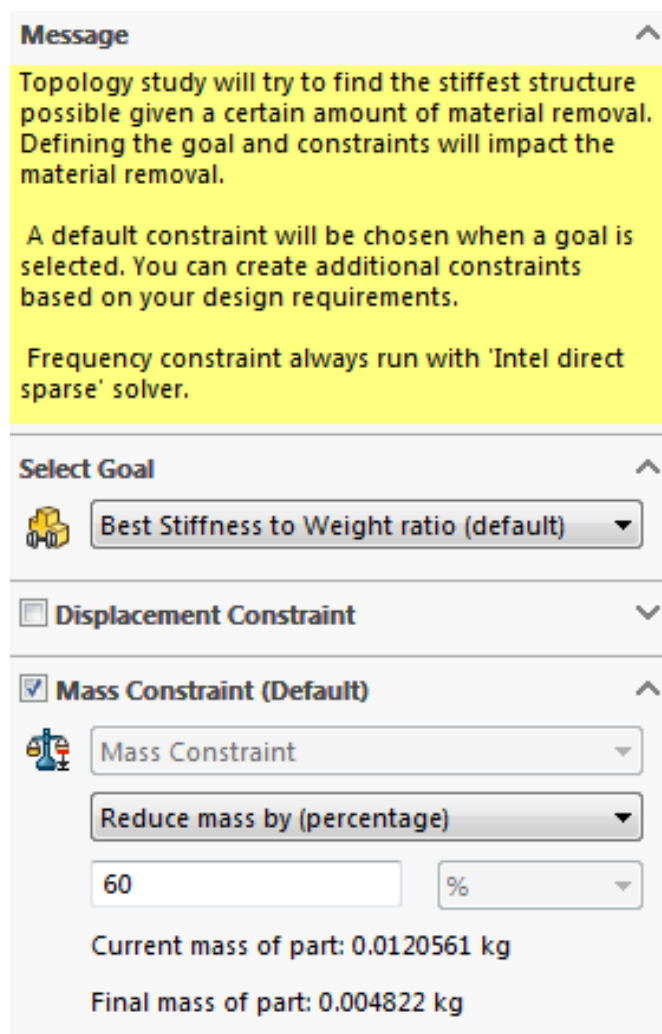 Message
Topology study will try to find the stiffest structure
possible given a certain amount of material removal.
Defining the goal and constraints will impact the
material removal.
A default constraint will be chosen when a goal is
selected. You can create additional constraints
based on your design requirements.
Frequency constraint always run with 'Intel direct
sparse' solver.
Select Goal
Best Stiffness to Weight ratio (default)
Displacement Constraint
Mass Constraint (Default)
Mass Constraint
Reduce mass by (percentage)
60 %
Current mass of part: 0.0120561 kg
Final mass of part: 0.004822 kg